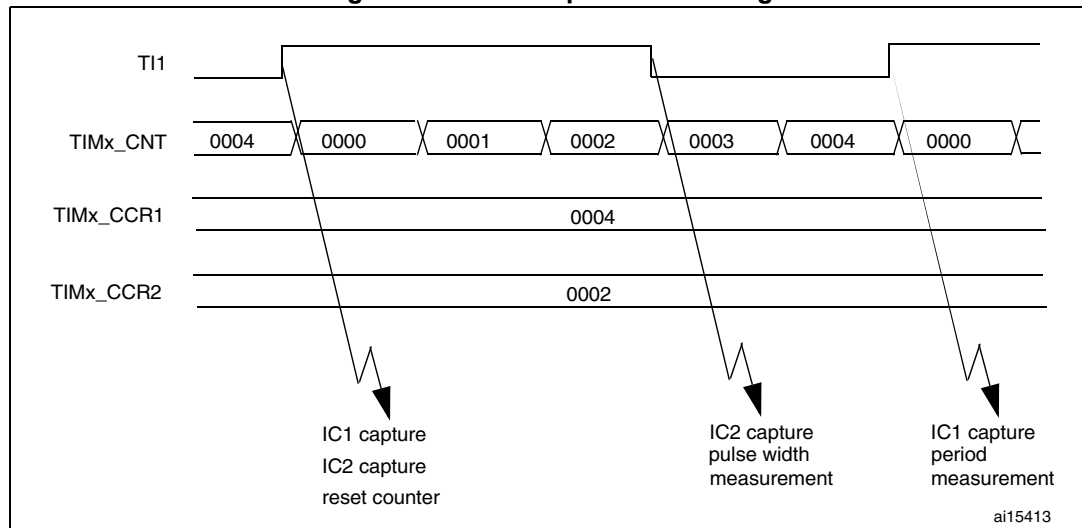 TI1
TIMx_CNT 0004 0000 0001 0002 0003 0004 0000
TIMx_CCR1 0004
TIMx_CCR2 0002
IC1 capture
IC2 capture
reset counter
IC2 capture
pulse width
measurement
IC1 capture
period
measurement
ai15413